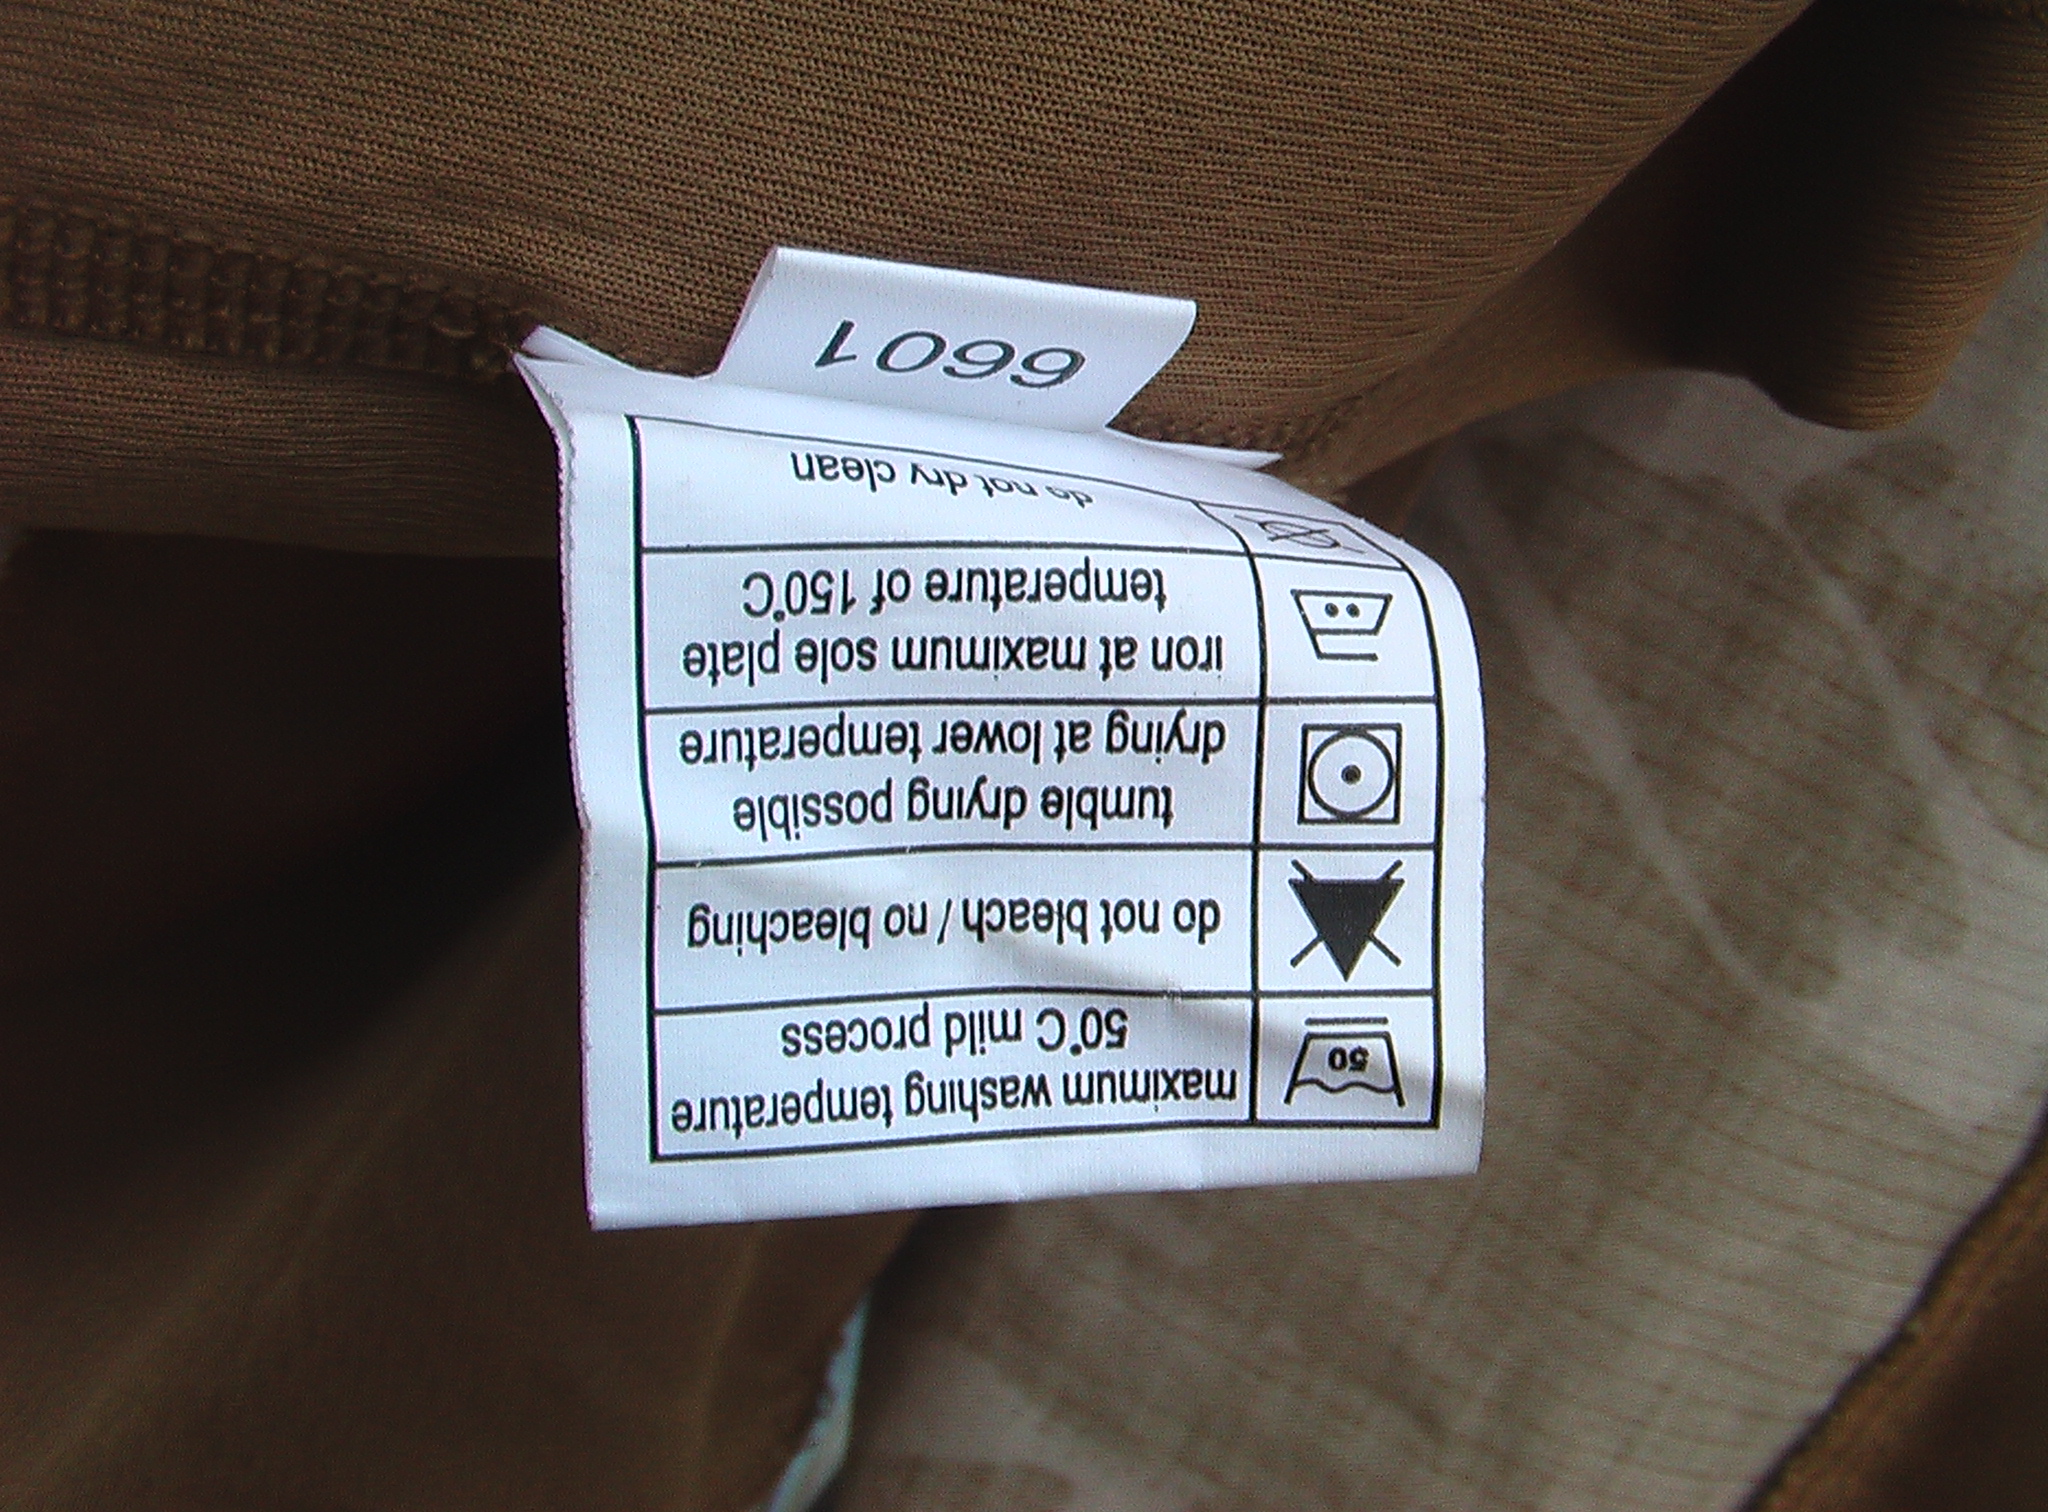 50
maximum washing temperature
50°C mild process
do not bleach / no bleaching
tumble drying possible
drying at lower temperature
iron at maximum sole plate
temperature of 150°C
do not dry clean
6601